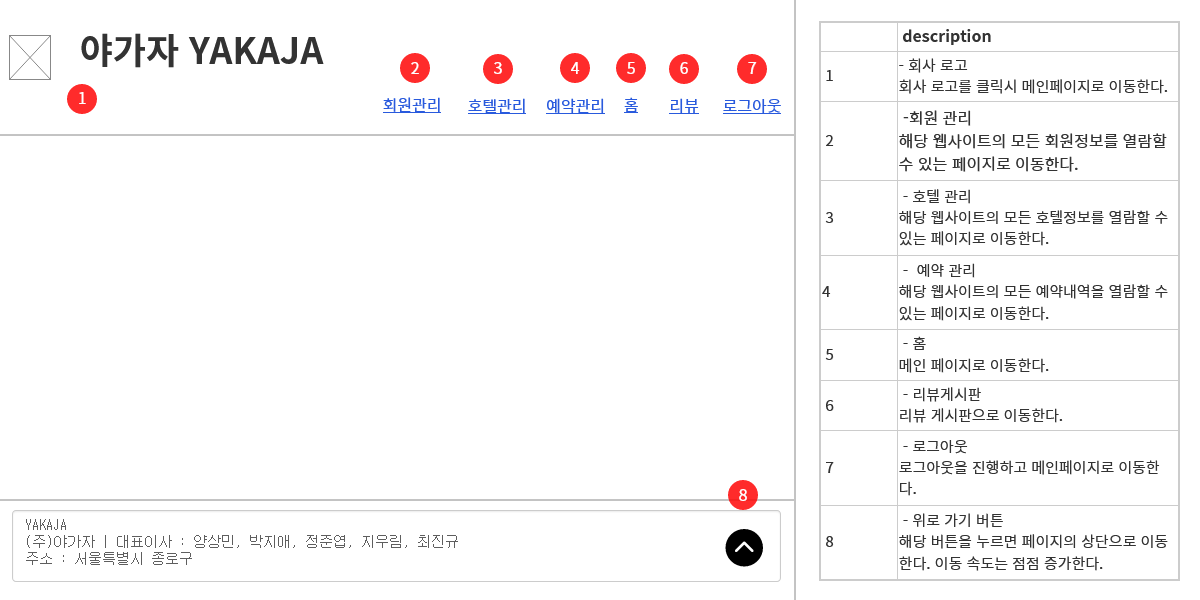 야가자 YAKAJA
1
2
3
4
5
6
7
회원관리
호텔관리
예약관리
홈
리뷰
로그아웃
8
YAKAJA
(주)야가자 | 대표이사 : 양상민, 박지애, 정준영, 지우림, 최진규
주소 : 서울특별시 종로구
description
1
- 회사 로고
회사 로고를 클릭시 메인페이지로 이동한다.
2
-회원 관리
해당 웹사이트의 모든 회원정보를 열람할
수 있는 페이지로 이동한다.
3
- 호텔 관리
해당 웹사이트의 모든 호텔정보를 열람할 수
있는 페이지로 이동한다.
4
- 예약 관리
해당 웹사이트의 모든 예약내역을 열람할 수
있는 페이지로 이동한다.
5
- 홈
메인 페이지로 이동한다.
6
- 리뷰게시판
리뷰 게시판으로 이동한다.
7
- 로그아웃
로그아웃을 진행하고 메인페이지로 이동한
다.
8
- 위로 가기 버튼
해당 버튼을 누르면 페이지의 상단으로 이동
한다. 이동 속도는 점점 증가한다.